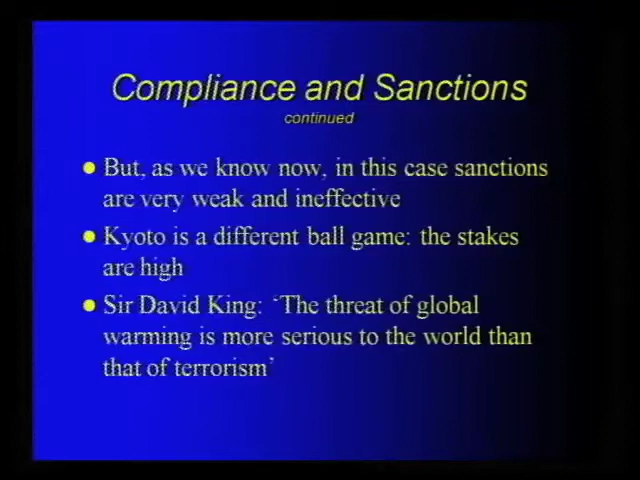 Compliance and Sanctions
continued
● But, as we know now, in this case sanctions
are very weak and ineffective
● Kyoto is a different ball game: the stakes
are high
● Sir David King: ‘The threat of global
warming is more serious to the world than
that of terrorism’